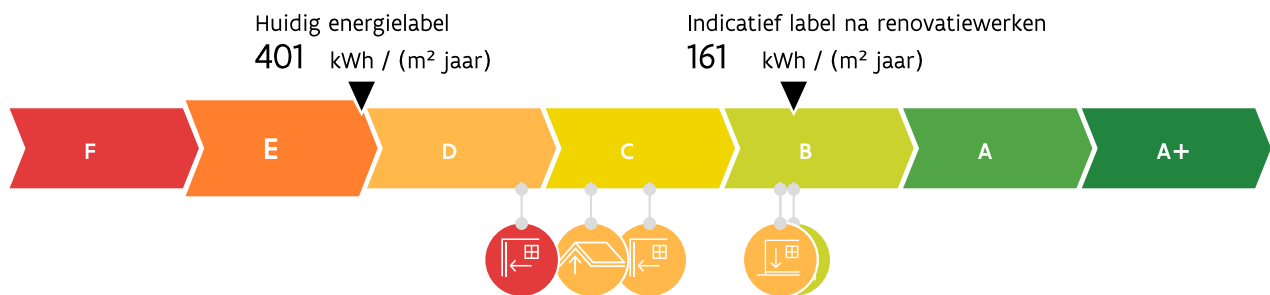 Huidig energielabel
401 kWh / (m² jaar)
Indicatief label na renovatiewerken
161 kWh / (m² jaar)
F E D C B A A+